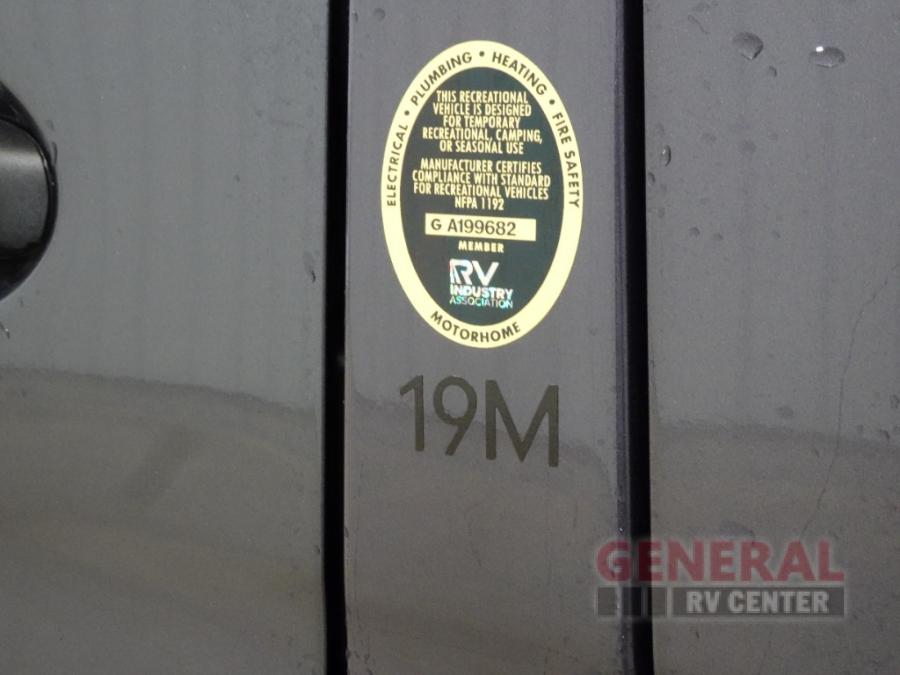 ELECTRICAL • PLUMBING • HEATING • FIRE SAFETY
THIS RECREATIONAL
VEHICLE IS DESIGNED
FOR TEMPORARY
RECREATIONAL, CAMPING,
OR SEASONAL USE
MANUFACTURER CERTIFIES
COMPLIANCE WITH STANDARD
FOR RECREATIONAL VEHICLES
NFPA 1192
G A199682
MEMBER
RV
INDUSTRY
ASSOCIATION
MOTORHOME
19M
GENERAL
RV CENTER